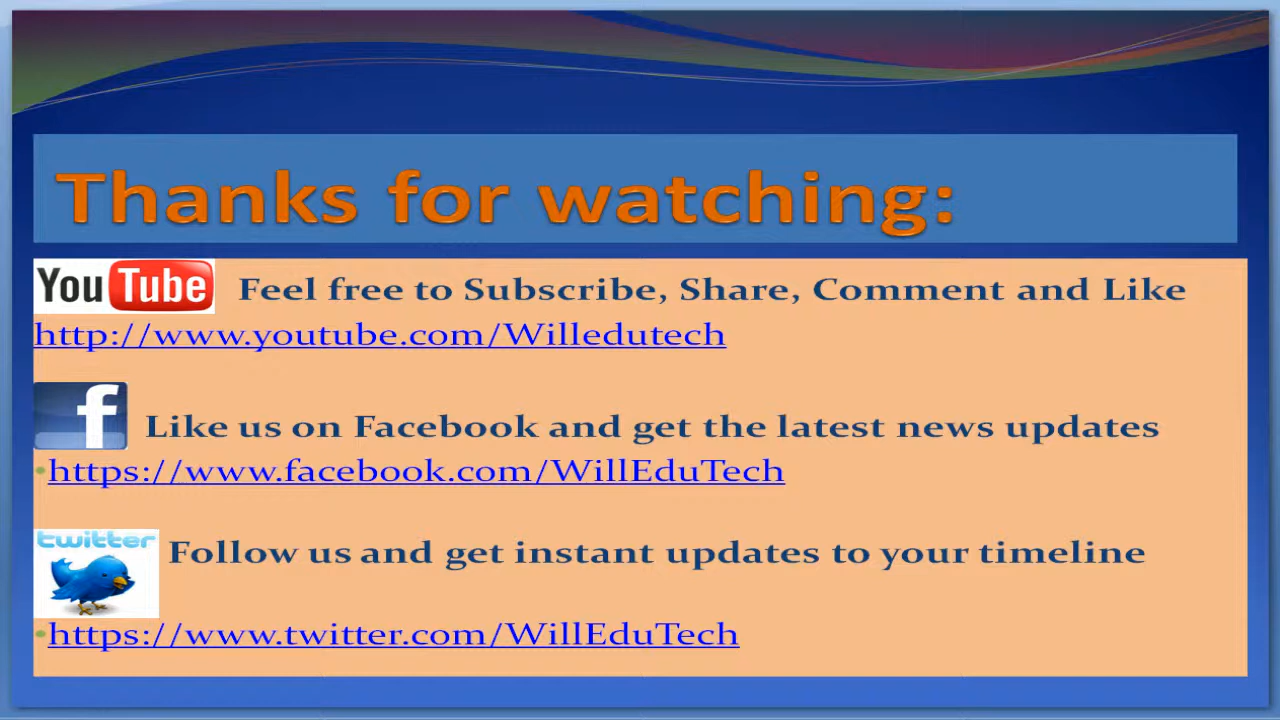 Thanks for watching:
YouTube Feel free to Subscribe, Share, Comment and Like
http://www.youtube.com/Willedutech
f Like us on Facebook and get the latest news updates
•https://www.facebook.com/WillEduTech
twitter Follow us and get instant updates to your timeline
•https://www.twitter.com/WillEduTech